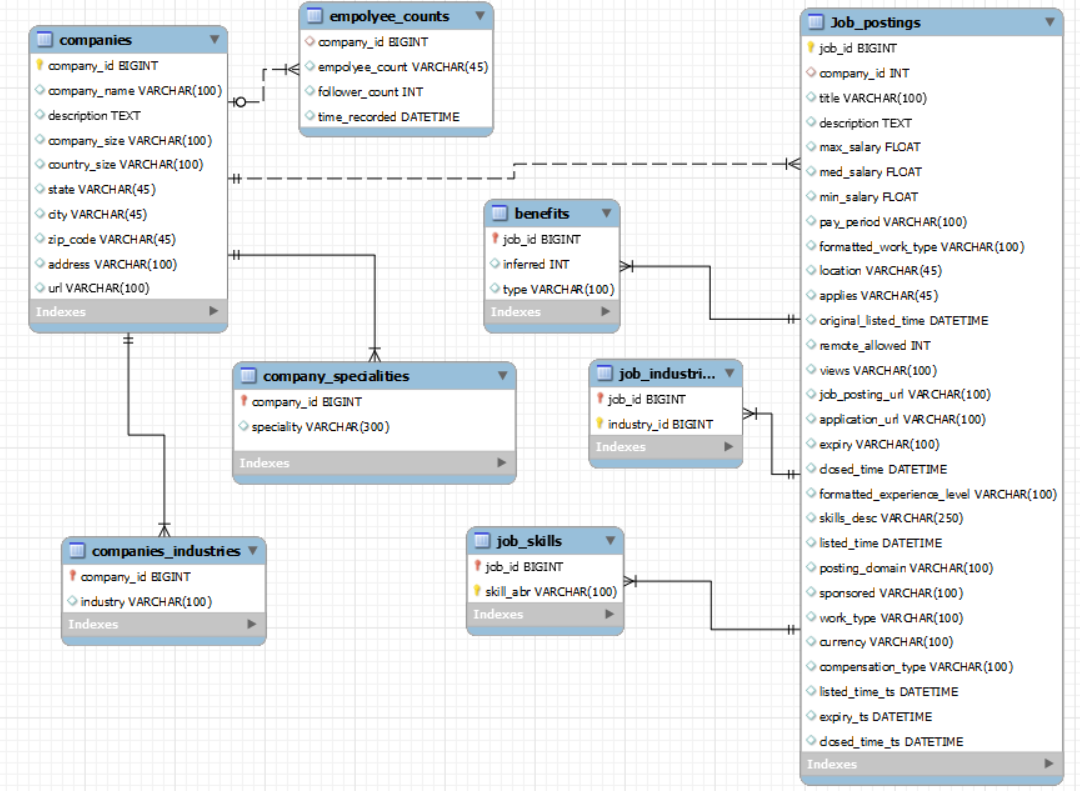 companies
company_id BIGINT
company_name VARCHAR(100)
description TEXT
company_size VARCHAR(100)
country_size VARCHAR(100)
state VARCHAR(45)
city VARCHAR(45)
zip_code VARCHAR(45)
address VARCHAR(100)
url VARCHAR(100)
Indexes
empolyee_counts
company_id BIGINT
empolyee_count VARCHAR(45)
follower_count INT
time_recorded DATETIME
benefits
job_id BIGINT
inferred INT
type VARCHAR(100)
Indexes
company_specialities
company_id BIGINT
speciality VARCHAR(300)
Indexes
job_industri...
job_id BIGINT
industry_id BIGINT
Indexes
companies_industries
company_id BIGINT
industry VARCHAR(100)
Indexes
job_skills
job_id BIGINT
skill_abr VARCHAR(100)
Indexes
Job_postings
job_id BIGINT
company_id INT
title VARCHAR(100)
description TEXT
max_salary FLOAT
med_salary FLOAT
min_salary FLOAT
pay_period VARCHAR(100)
formatted_work_type VARCHAR(100)
location VARCHAR(45)
applies VARCHAR(45)
original_listed_time DATETIME
remote_allowed INT
views VARCHAR(100)
job_posting_url VARCHAR(100)
application_url VARCHAR(100)
expiry VARCHAR(100)
closed_time DATETIME
formatted_experience_level VARCHAR(100)
skills_desc VARCHAR(250)
listed_time DATETIME
posting_domain VARCHAR(100)
sponsored VARCHAR(100)
work_type VARCHAR(100)
currency VARCHAR(100)
compensation_type VARCHAR(100)
listed_time_ts DATETIME
expiry_ts DATETIME
closed_time_ts DATETIME
Indexes